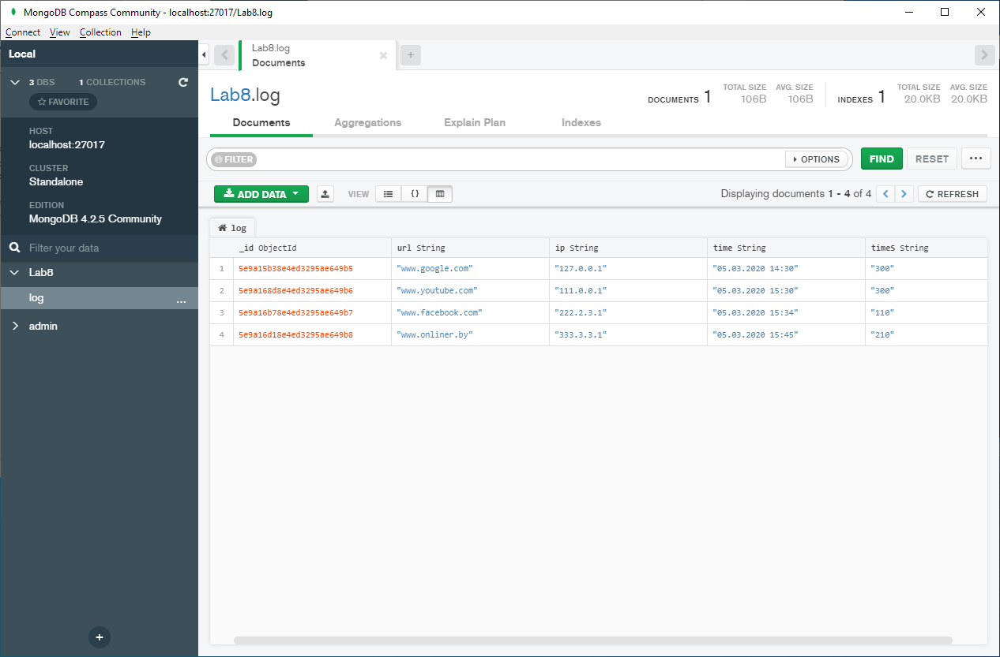 MongoDB Compass Community - localhost:27017/Lab8.log
Connect View Collection Help
Local
3 DBS 1 COLLECTIONS
FAVORITE
HOST
localhost:27017
CLUSTER
Standalone
EDITION
MongoDB 4.2.5 Community
Filter your data
Lab8
log ...
admin
+
Lab8.log
Documents
+
Lab8.log
DOCUMENTS 1 TOTAL SIZE 106B AVG. SIZE 106B INDEXES 1 TOTAL SIZE 20.0KB AVG. SIZE 20.0KB
Documents Aggregations Explain Plan Indexes
FILTER OPTIONS FIND RESET ...
ADD DATA VIEW {} Displaying documents 1 - 4 of 4 < > REFRESH
log
_id ObjectId url String ip String time String timeS String
1 5e9a15b38e4ed3295ae649b5 "www.google.com" "127.0.0.1" "05.03.2020 14:30" "300"
2 5e9a168d8e4ed3295ae649b6 "www.youtube.com" "111.0.0.1" "05.03.2020 15:30" "300"
3 5e9a16b78e4ed3295ae649b7 "www.facebook.com" "222.2.3.1" "05.03.2020 15:34" "110"
4 5e9a16d18e4ed3295ae649b8 "www.onliner.by" "333.3.3.1" "05.03.2020 15:45" "210"